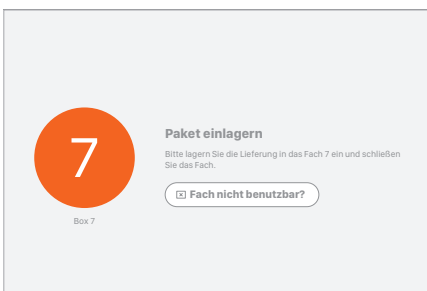 7
Box 7
Paket einlagern
Bitte lagern Sie die Lieferung in das Fach 7 ein und schließen
Sie das Fach.
Fach nicht benutzbar?